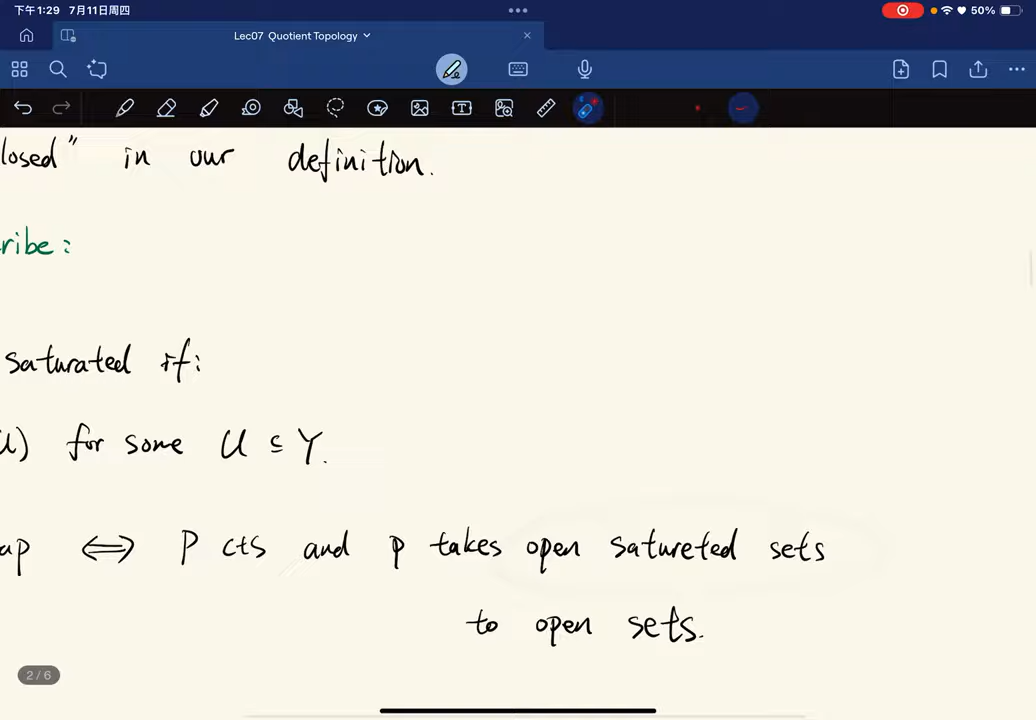 下午1:29 7月11日周四
50%
Lec07 Quotient Topology
losed" in our definition.
ribe:
saturated if:
U) for some U ⊆ Y.
ap ⟺ P cts and p takes open satureted sets
to open sets.
2 / 6